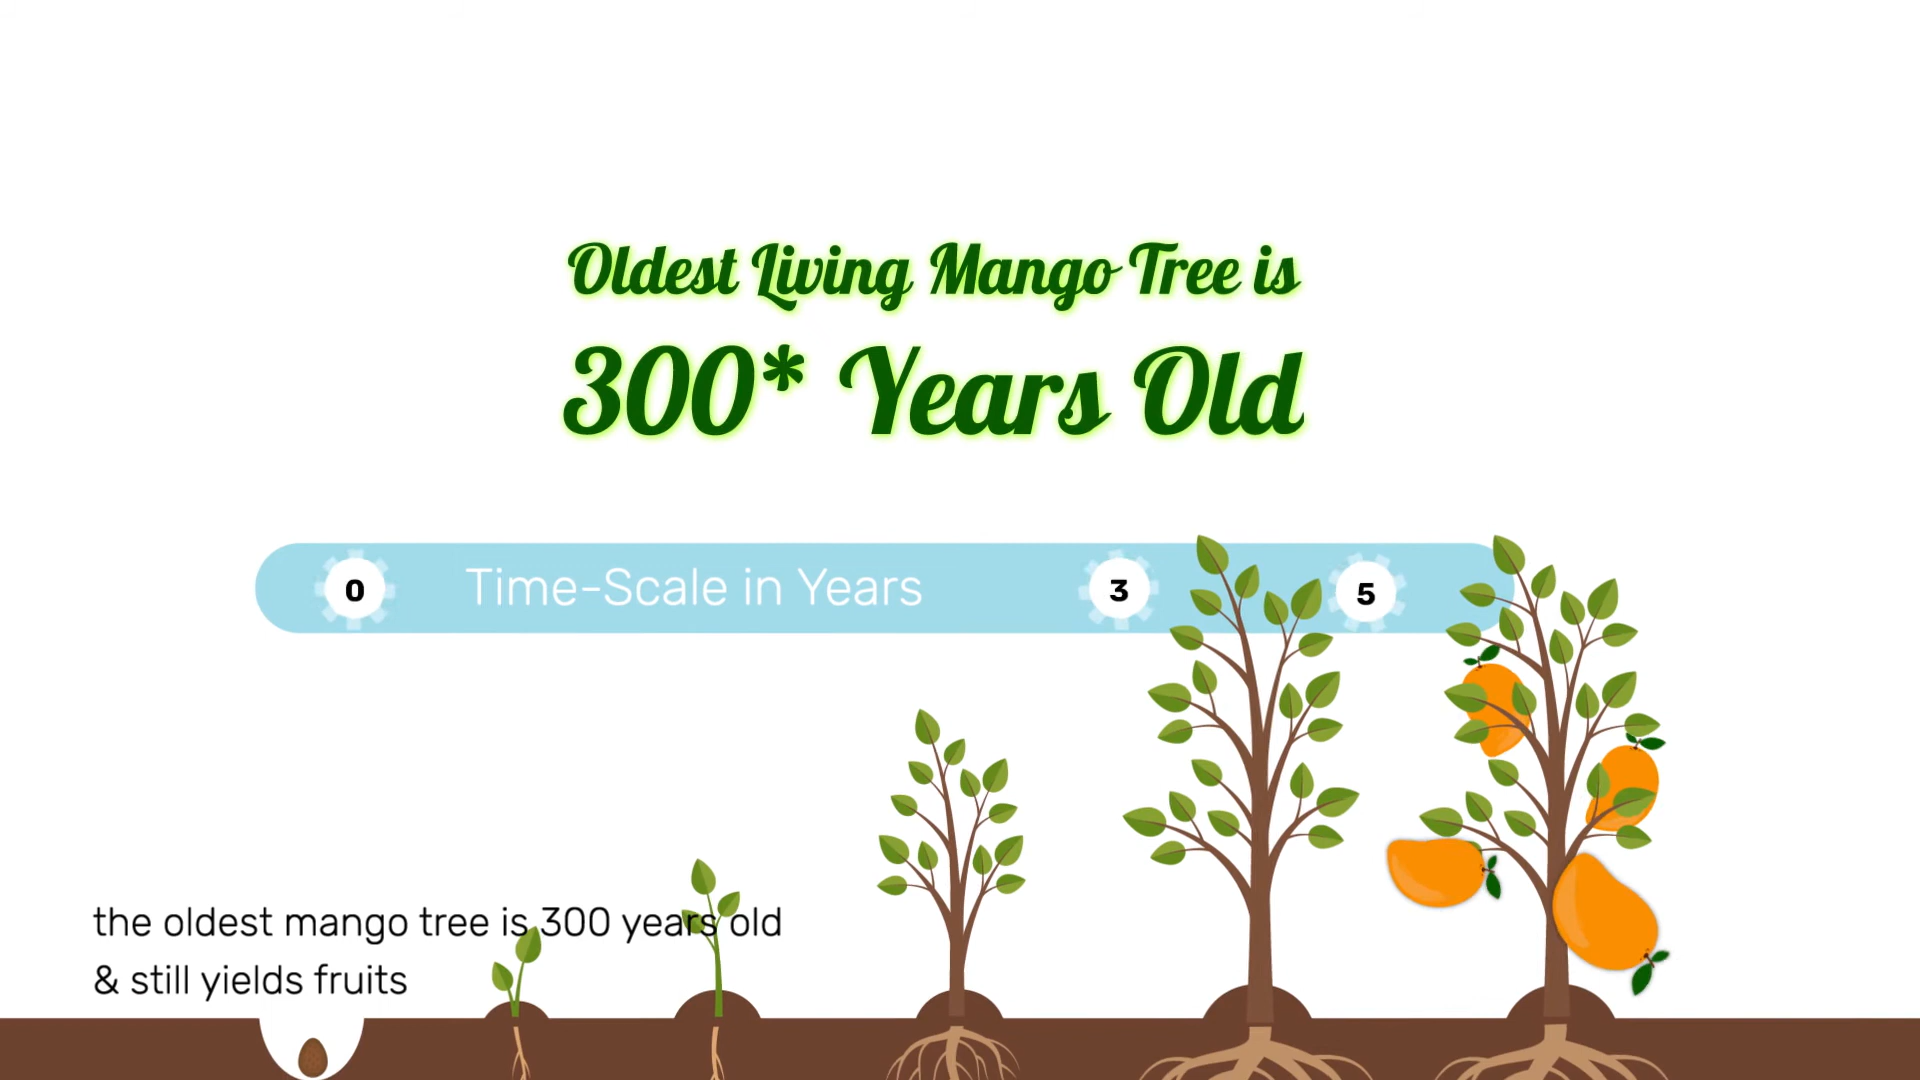 Oldest Living Mango Tree is
300* Years Old
0 Time-Scale in Years 3 5
the oldest mango tree is 300 years old
& still yields fruits